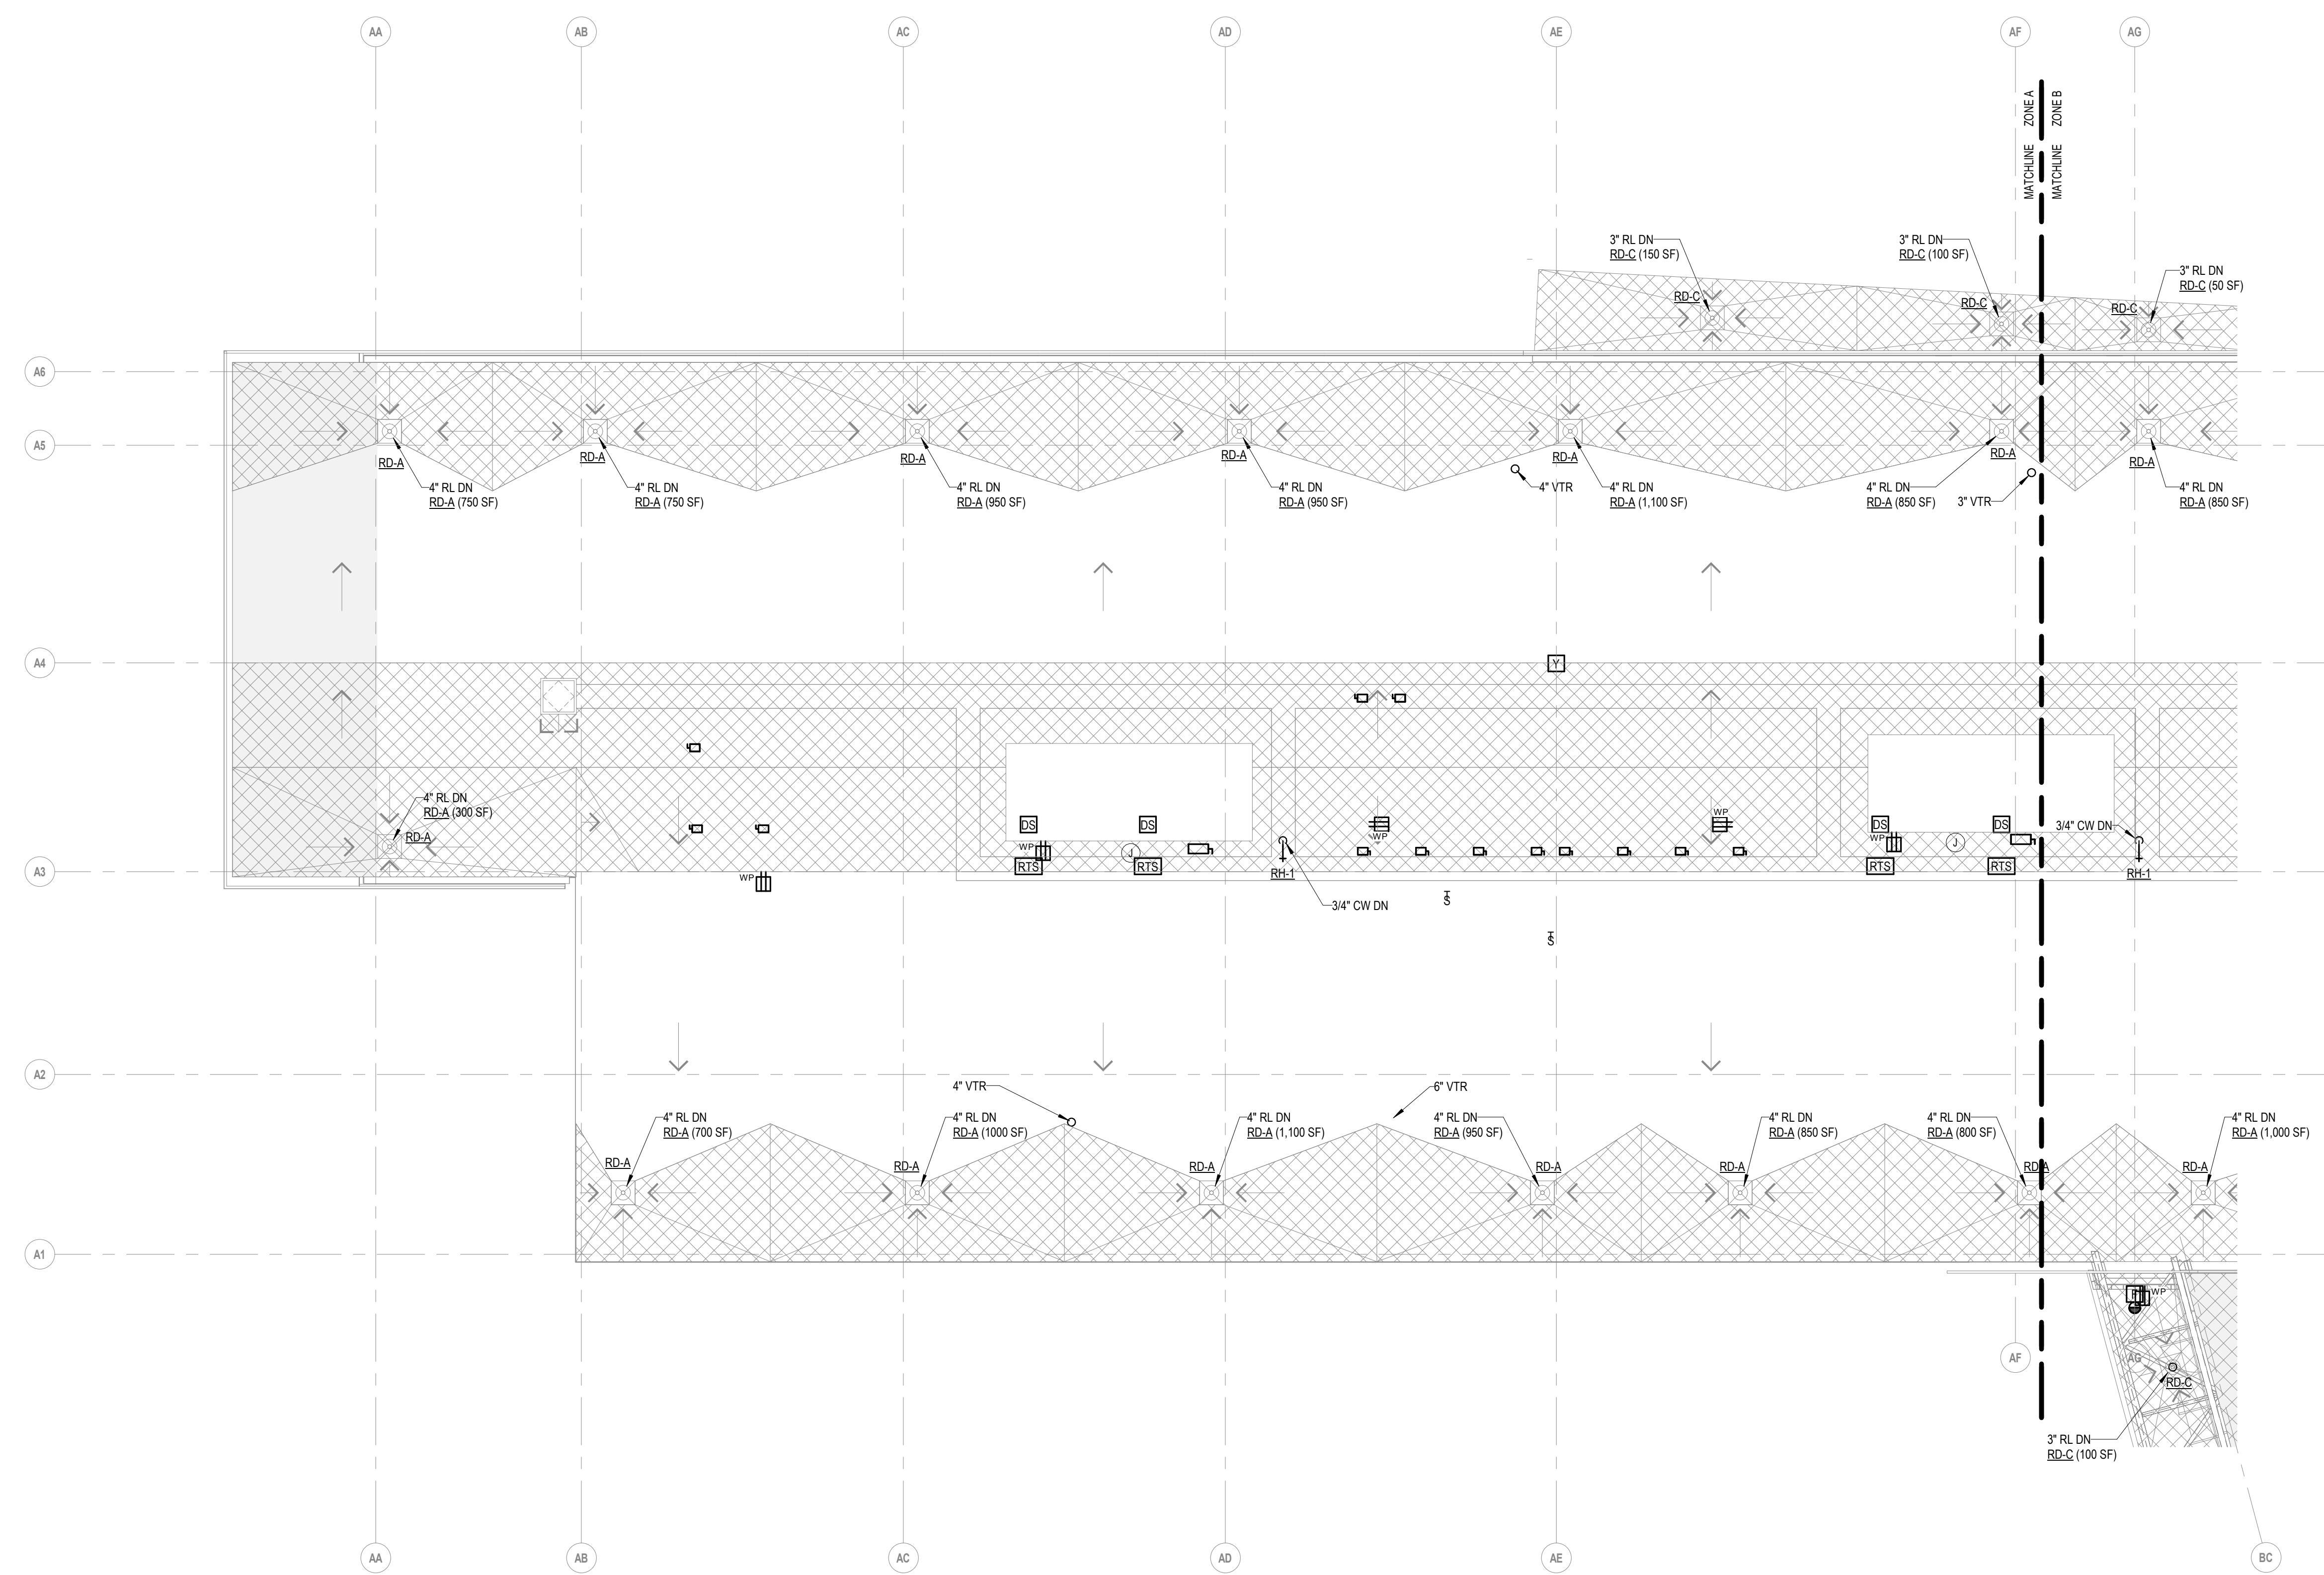 AA
AB
AC
AD
AE
AF
AG
MATCHLINE ZONE A
MATCHLINE ZONE B
3" RL DN
RD-C (150 SF)
3" RL DN
RD-C (100 SF)
3" RL DN
RD-C (50 SF)
RD-C
RD-C
RD-C
A6
A5
RD-A
RD-A
RD-A
RD-A
RD-A
RD-A
RD-A
4" RL DN
RD-A (750 SF)
4" RL DN
RD-A (750 SF)
4" RL DN
RD-A (950 SF)
4" RL DN
RD-A (950 SF)
4" VTR
4" RL DN
RD-A (1,100 SF)
4" RL DN
RD-A (850 SF)
3" VTR
4" RL DN
RD-A (850 SF)
A4
Y
4" RL DN
RD-A (300 SF)
RD-A
DS
DS
WP
J
RTS
RTS
WP
WP
WP
DS
DS
WP
J
RTS
RTS
3/4" CW DN
A3
WP
RH-1
RH-1
3/4" CW DN
S
S
A2
4" VTR
6" VTR
4" RL DN
RD-A (700 SF)
4" RL DN
RD-A (1000 SF)
4" RL DN
RD-A (1,100 SF)
4" RL DN
RD-A (950 SF)
4" RL DN
RD-A (850 SF)
4" RL DN
RD-A (800 SF)
4" RL DN
RD-A (1,000 SF)
RD-A
RD-A
RD-A
RD-A
RD-A
RD-A
RD-A
A1
WP
AF
AG
RD-C
3" RL DN
RD-C (100 SF)
AA
AB
AC
AD
AE
BC